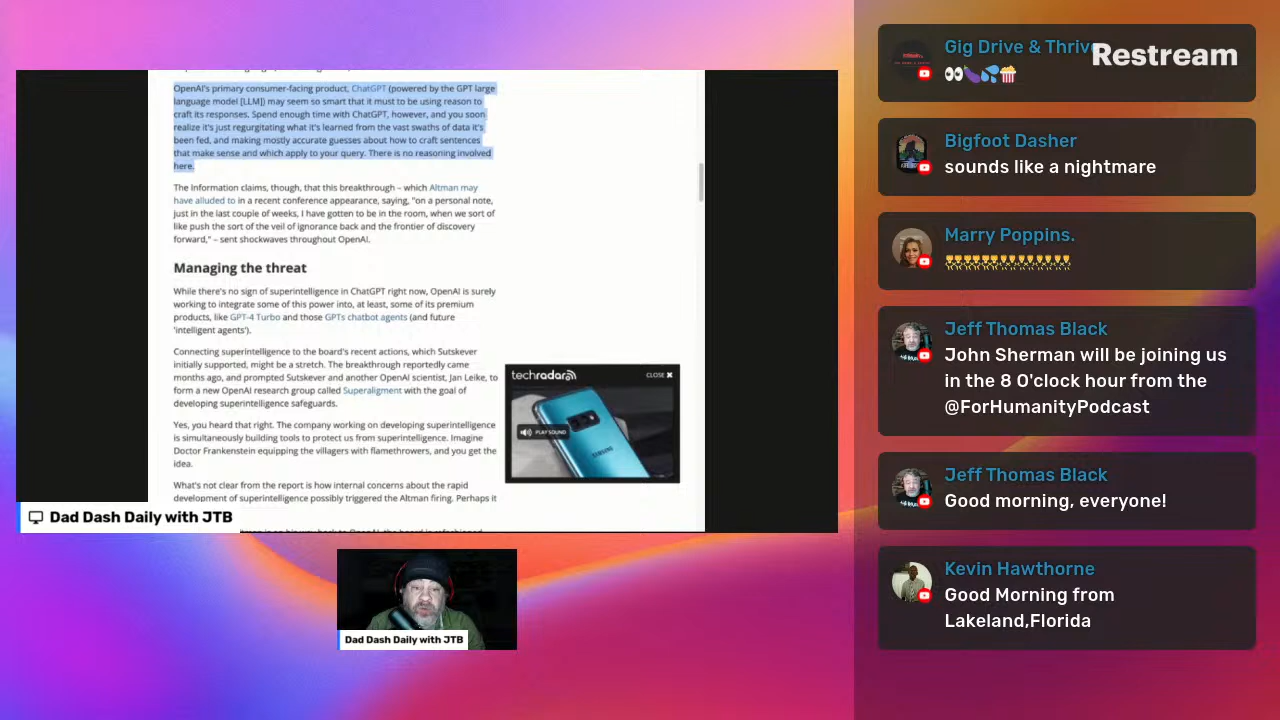 OpenAI's primary consumer-facing product, ChatGPT (powered by the GPT large
language model [LLM]) may seem so smart that it must to be using reason to
craft its responses. Spend enough time with ChatGPT, however, and you soon
realize it's just regurgitating what it's learned from the vast swaths of data it's
been fed, and making mostly accurate guesses about how to craft sentences
that make sense and which apply to your query. There is no reasoning involved
here.
The Information claims, though, that this breakthrough – which Altman may
have alluded to in a recent conference appearance, saying, "on a personal note,
just in the last couple of weeks, I have gotten to be in the room, when we sort of
like push the sort of the veil of ignorance back and the frontier of discovery
forward," – sent shockwaves throughout OpenAI.
Managing the threat
While there's no sign of superintelligence in ChatGPT right now, OpenAI is surely
working to integrate some of this power into, at least, some of its premium
products, like GPT-4 Turbo and those GPTs chatbot agents (and future
'intelligent agents').
Connecting superintelligence to the board's recent actions, which Sutskever
initially supported, might be a stretch. The breakthrough reportedly came
months ago, and prompted Sutskever and another OpenAI scientist, Jan Leike, to
form a new OpenAI research group called Superaligment with the goal of
developing superintelligence safeguards.
Yes, you heard that right. The company working on developing superintelligence
is simultaneously building tools to protect us from superintelligence. Imagine
Doctor Frankenstein equipping the villagers with flamethrowers, and you get the
idea.
What's not clear from the report is how internal concerns about the rapid
development of superintelligence possibly triggered the Altman firing. Perhaps it
techradar
CLOSE ✖
PLAY SOUND
SAMSUNG
Dad Dash Daily with JTB
Dad Dash Daily with JTB
Restream
Gig Drive & Thrive
👀🍆💦🍿
Bigfoot Dasher
sounds like a nightmare
Marry Poppins.
Jeff Thomas Black
John Sherman will be joining us
in the 8 O'clock hour from the
@ForHumanityPodcast
Jeff Thomas Black
Good morning, everyone!
Kevin Hawthorne
Good Morning from
Lakeland,Florida